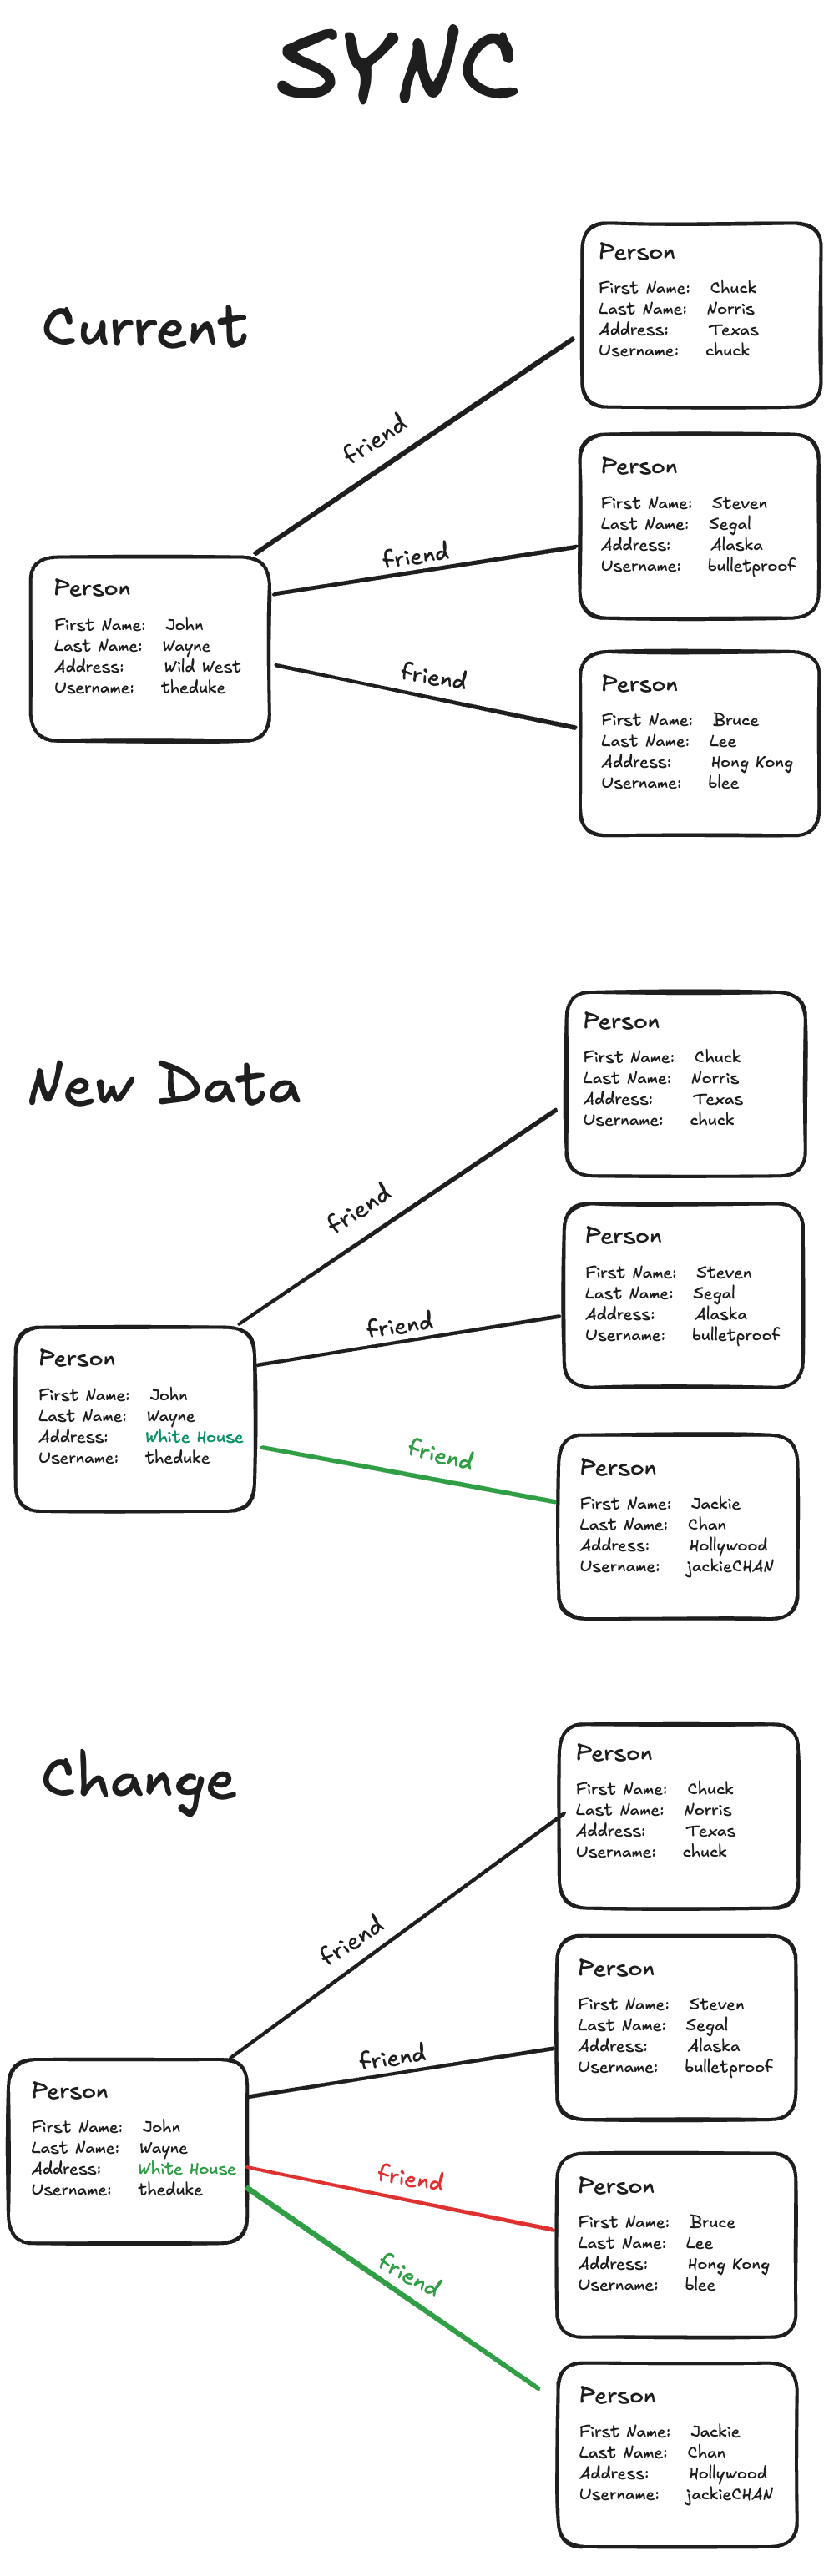 SYNC
Current
Person
First Name: Chuck
Last Name: Norris
Address: Texas
Username: chuck
friend
Person
First Name: Steven
Last Name: Segal
Address: Alaska
Username: bulletproof
friend
Person
First Name: John
Last Name: Wayne
Address: Wild West
Username: theduke
friend
Person
First Name: Bruce
Last Name: Lee
Address: Hong Kong
Username: blee
New Data
Person
First Name: Chuck
Last Name: Norris
Address: Texas
Username: chuck
friend
Person
First Name: Steven
Last Name: Segal
Address: Alaska
Username: bulletproof
friend
Person
First Name: John
Last Name: Wayne
Address: White House
Username: theduke
friend
Person
First Name: Jackie
Last Name: Chan
Address: Hollywood
Username: jackieCHAN
Change
Person
First Name: Chuck
Last Name: Norris
Address: Texas
Username: chuck
friend
Person
First Name: Steven
Last Name: Segal
Address: Alaska
Username: bulletproof
friend
Person
First Name: John
Last Name: Wayne
Address: White House
Username: theduke
friend
Person
First Name: Bruce
Last Name: Lee
Address: Hong Kong
Username: blee
friend
Person
First Name: Jackie
Last Name: Chan
Address: Hollywood
Username: jackieCHAN